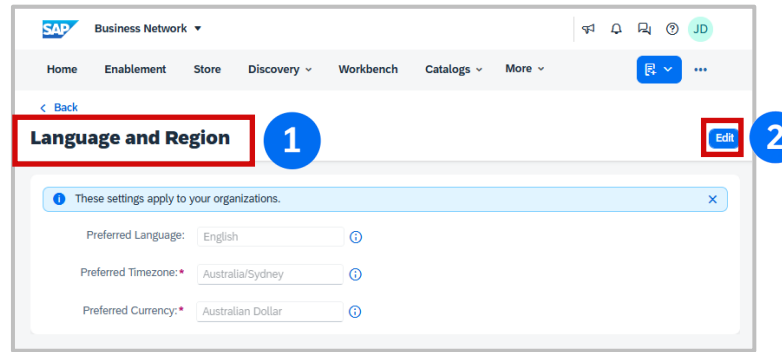 SAP Business Network JD
Home Enablement Store Discovery Workbench Catalogs More
Back
Language and Region 1 Edit 2
These settings apply to your organizations.
Preferred Language: English
Preferred Timezone:* Australia/Sydney
Preferred Currency:* Australian Dollar